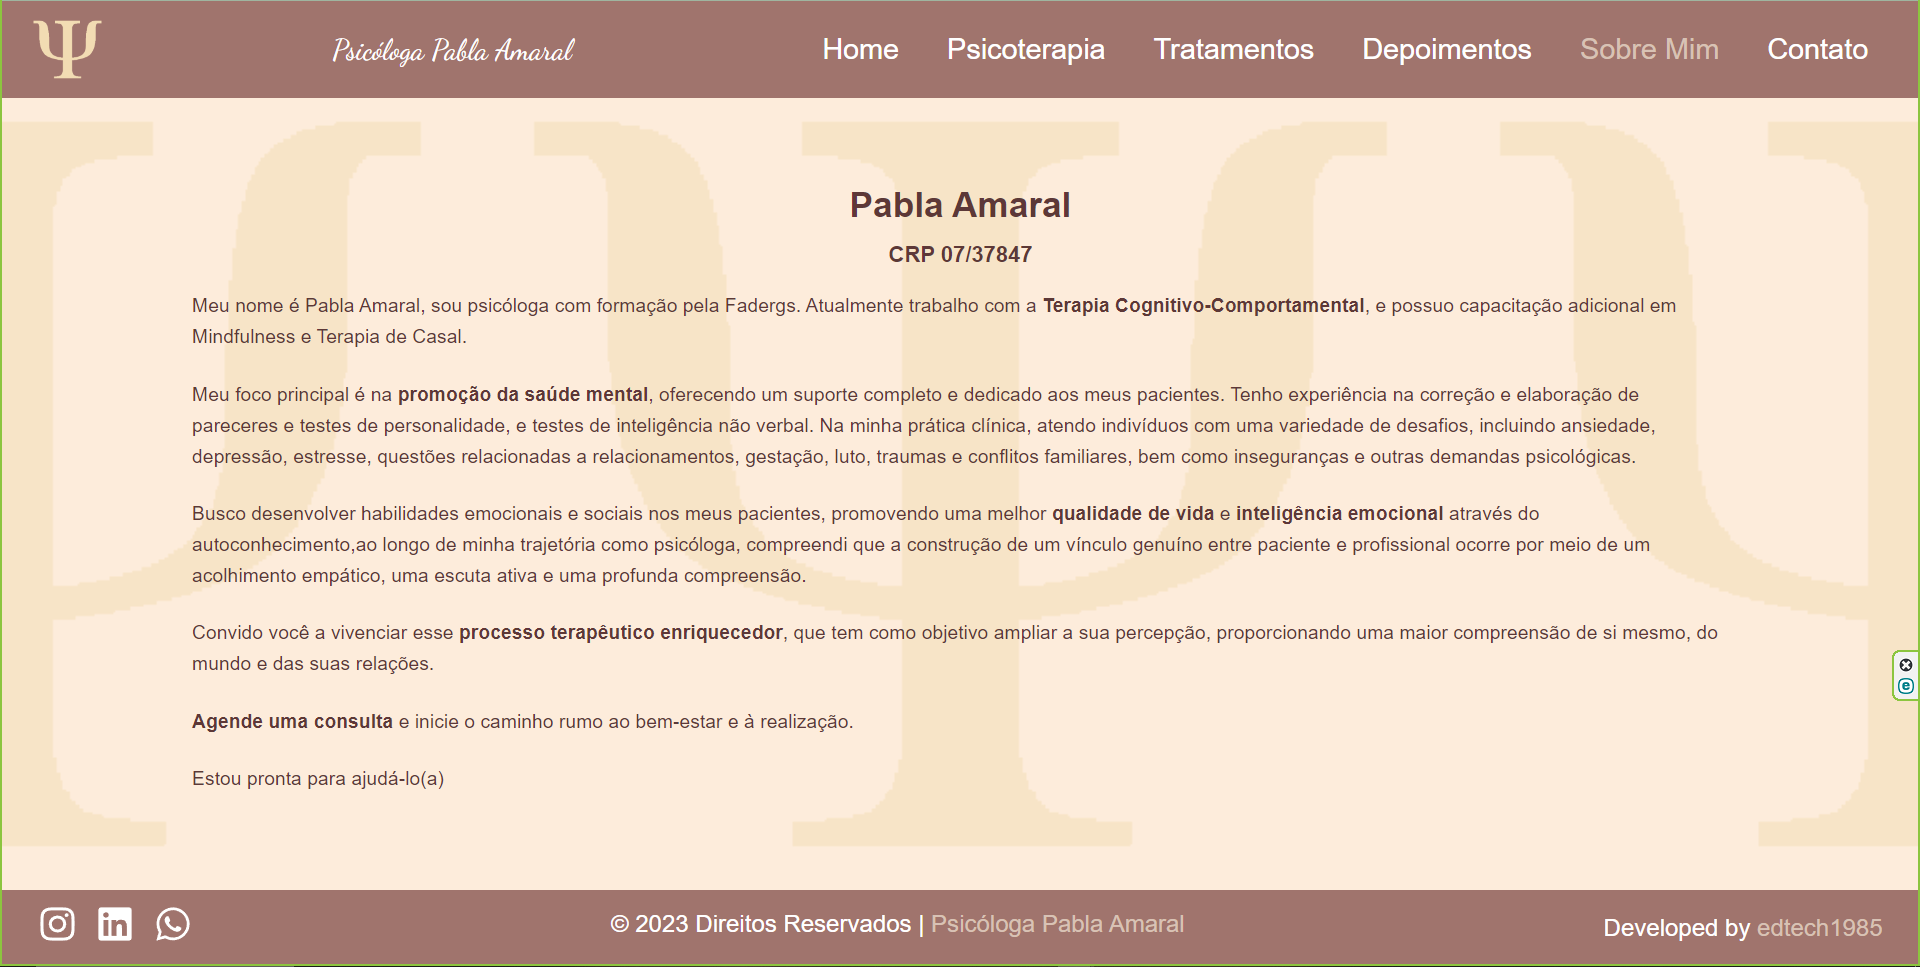 Ψ
Psicóloga Pabla Amaral
Home Psicoterapia Tratamentos Depoimentos Sobre Mim Contato
Pabla Amaral
CRP 07/37847
Meu nome é Pabla Amaral, sou psicóloga com formação pela Fadergs. Atualmente trabalho com a Terapia Cognitivo-Comportamental, e possuo capacitação adicional em
Mindfulness e Terapia de Casal.
Meu foco principal é na promoção da saúde mental, oferecendo um suporte completo e dedicado aos meus pacientes. Tenho experiência na correção e elaboração de
pareceres e testes de personalidade, e testes de inteligência não verbal. Na minha prática clínica, atendo indivíduos com uma variedade de desafios, incluindo ansiedade,
depressão, estresse, questões relacionadas a relacionamentos, gestação, luto, traumas e conflitos familiares, bem como inseguranças e outras demandas psicológicas.
Busco desenvolver habilidades emocionais e sociais nos meus pacientes, promovendo uma melhor qualidade de vida e inteligência emocional através do
autoconhecimento,ao longo de minha trajetória como psicóloga, compreendi que a construção de um vínculo genuíno entre paciente e profissional ocorre por meio de um
acolhimento empático, uma escuta ativa e uma profunda compreensão.
Convido você a vivenciar esse processo terapêutico enriquecedor, que tem como objetivo ampliar a sua percepção, proporcionando uma maior compreensão de si mesmo, do
mundo e das suas relações.
Agende uma consulta e inicie o caminho rumo ao bem-estar e à realização.
Estou pronta para ajudá-lo(a)
in
© 2023 Direitos Reservados | Psicóloga Pabla Amaral
Developed by edtech1985